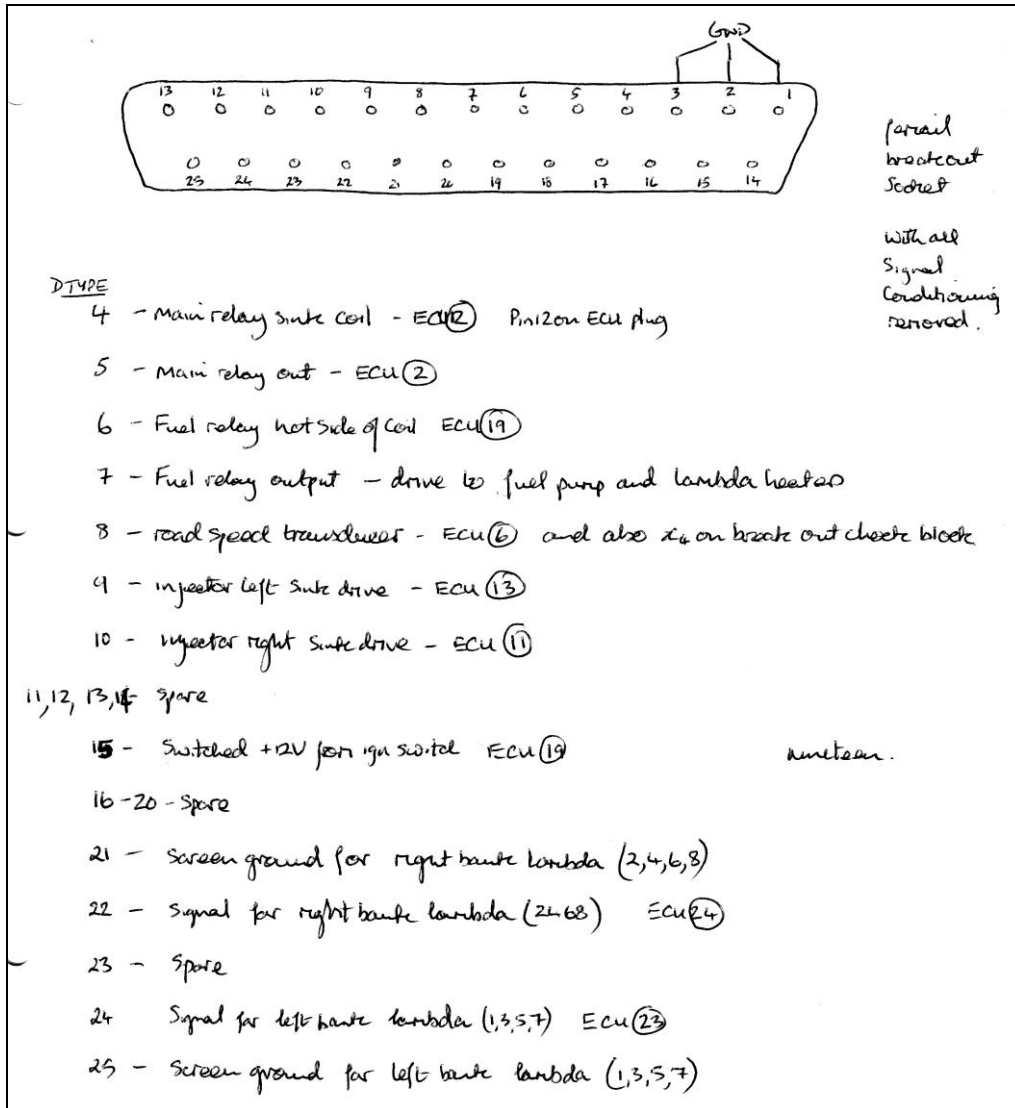 GND
13 12 11 10 9 8 7 6 5 4 3 2 1
25 24 23 22 21 20 19 18 17 16 15 14
breakout
with all
Signal
Conditioning
removed.
DTYPE
4 - Main relay sink coil - ECU 12 Pin 12 on ECU plug
5 - Main relay out - ECU 2
6 - Fuel relay hot side of coil ECU 19
7 - Fuel relay output - drive to fuel pump and lambda heaters
8 - road speed transducer - ECU 6 and also x4 on break out check block
9 - injector left sink drive - ECU 13
10 - injector right sink drive - ECU 11
11, 12, 13, 14 - Spare
15 - Switched +12V from ign switch ECU 19 nineteen.
16-20 - Spare
21 - Screen ground for right bank lambda (2,4,6,8)
22 - Signal for right bank lambda (2468) ECU 24
23 - Spare
24 Signal for left bank lambda (1,3,5,7) ECU 23
25 - Screen ground for left bank lambda (1,3,5,7)